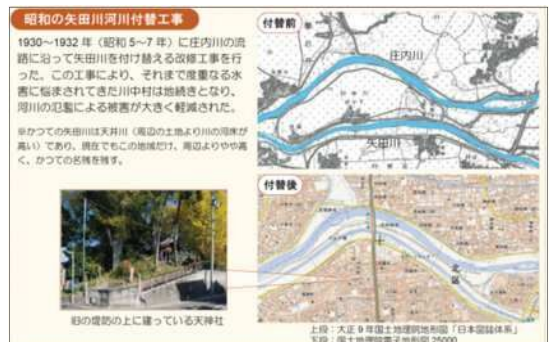 昭和の矢田川河川付替工事
1930～1932年（昭和5～7年）に庄内川の流
路に沿って矢田川を付け替える改修工事を行
った。この工事により、それまで度重なる水
害に悩まされてきた川中村は地続きとなり、
河川の氾濫による被害が大きく軽減された。
※かつての矢田川は天井川（周辺の土地より川の河床が
高い）であり、現在でもこの地域だけ、周辺よりやや高
く、かつての名残を残す。
旧の堤防の上に建っている天神社
付替前
庄内川
矢田川
付替後
北区
上段：大正9年国土地理院地形図「日本図誌体系」
下段：国土地理院電子地形図25000